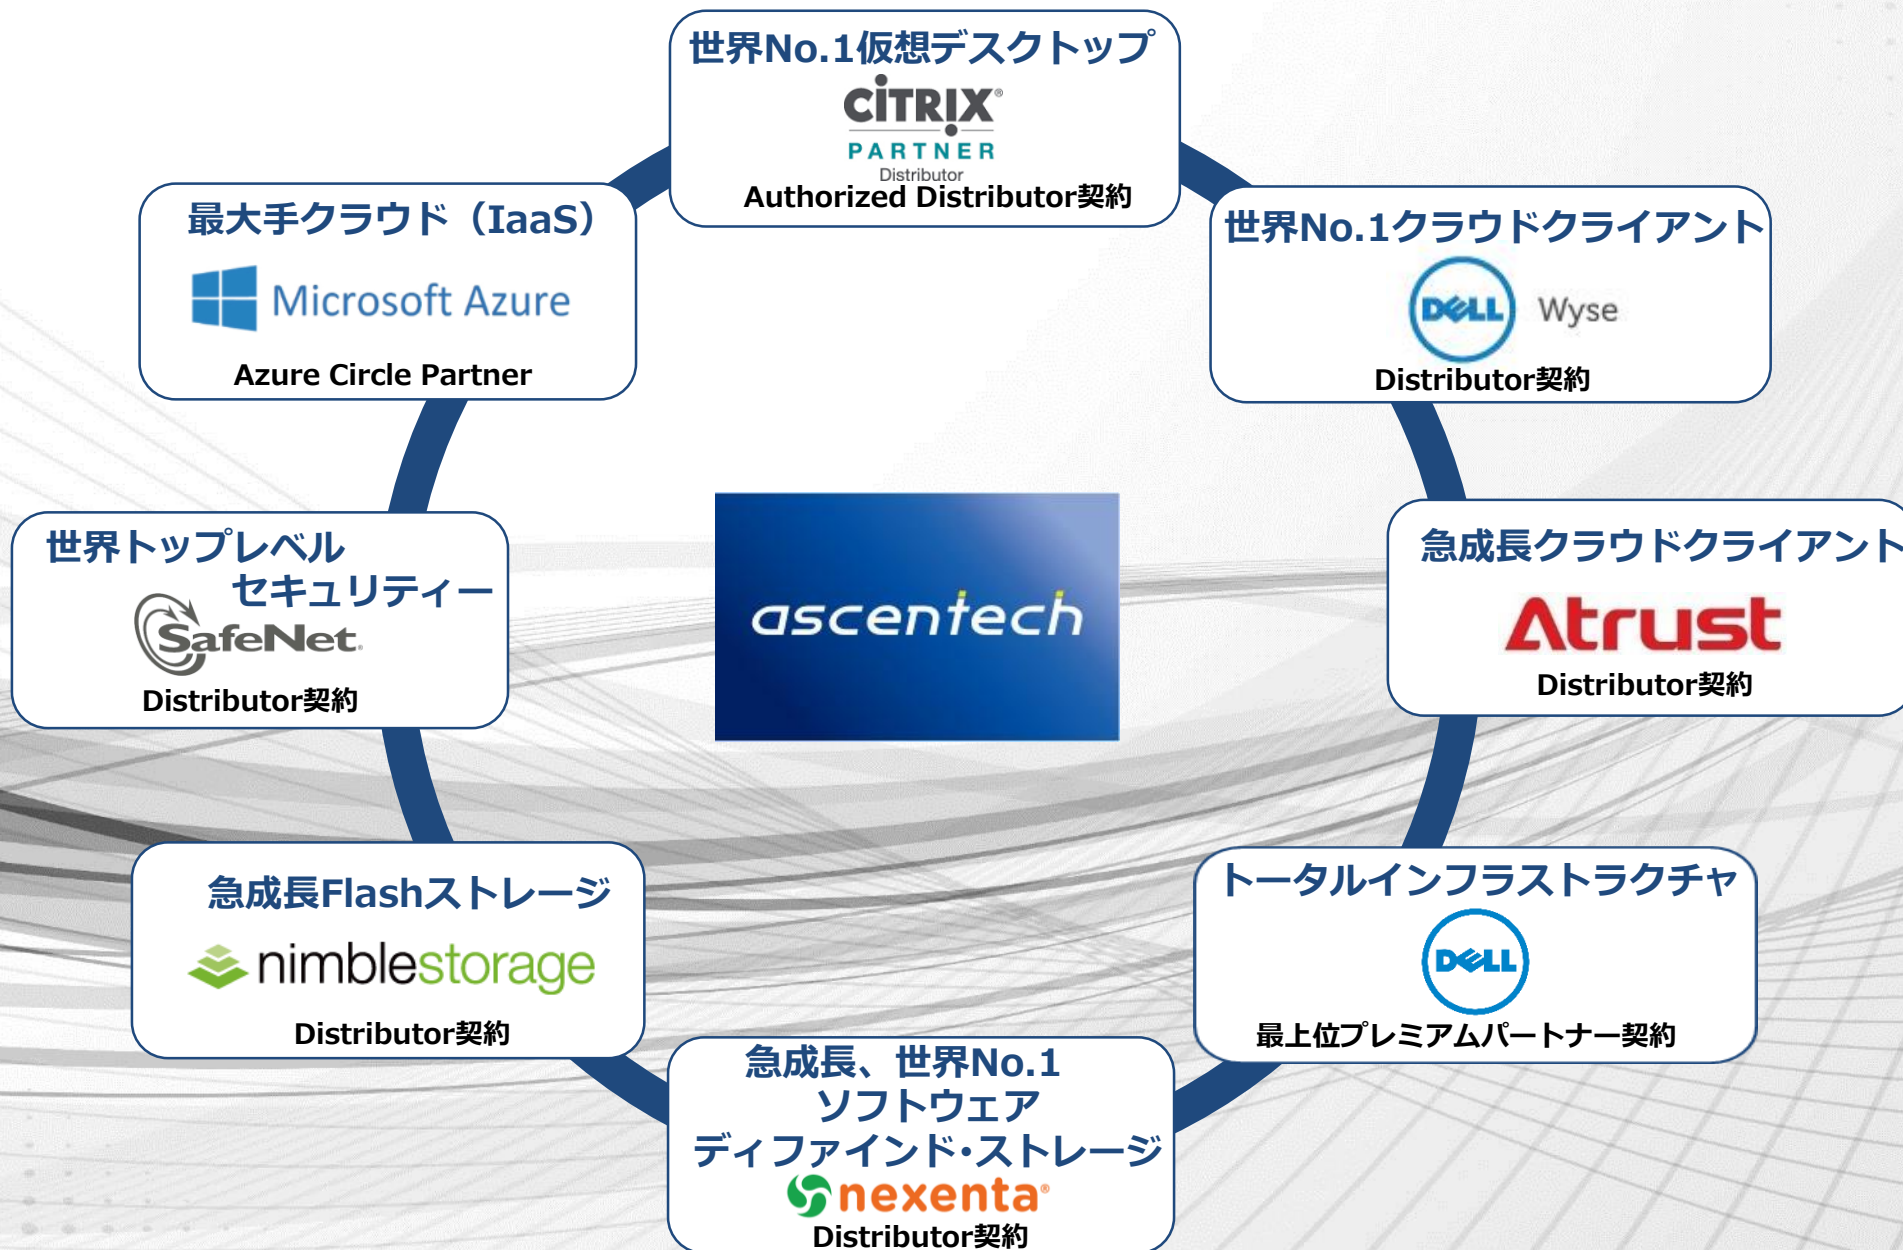 世界No.1仮想デスクトップ
CİTRIX®
PARTNER
Distributor
Authorized Distributor契約
最大手クラウド（IaaS）
Microsoft Azure
Azure Circle Partner
世界No.1クラウドクライアント
DELL Wyse
Distributor契約
世界トップレベル
セキュリティー
SafeNet.
Distributor契約
ascentech
急成長クラウドクライアント
Atrust
Distributor契約
急成長Flashストレージ
nimblestorage
Distributor契約
トータルインフラストラクチャ
DELL
最上位プレミアムパートナー契約
急成長、世界No.1
ソフトウェア
ディファインド・ストレージ
nexenta®
Distributor契約